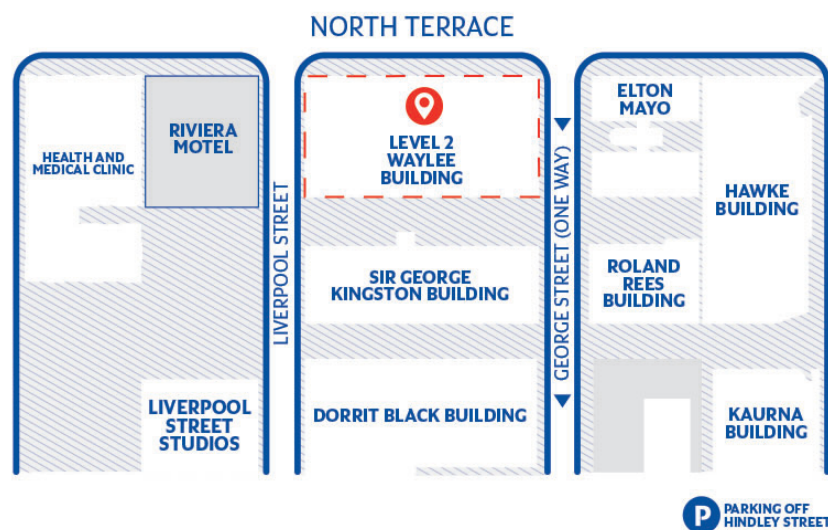 NORTH TERRACE
HEALTH AND
MEDICAL CLINIC
RIVIERA
MOTEL
LIVERPOOL STREET
LEVEL 2
WAYLEE
BUILDING
GEORGE STREET (ONE WAY)
ELTON
MAYO
HAWKE
BUILDING
SIR GEORGE
KINGSTON BUILDING
ROLAND
REES
BUILDING
LIVERPOOL
STREET
STUDIOS
DORRIT BLACK BUILDING
KAURNA
BUILDING
P
PARKING OFF
HINDLEY STREET